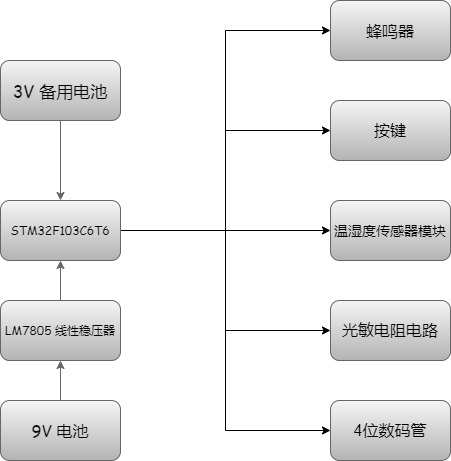 蜂鸣器
3V 备用电池
按键
STM32F103C6T6
温湿度传感器模块
LM7805 线性稳压器
光敏电阻电路
9V 电池
4位数码管